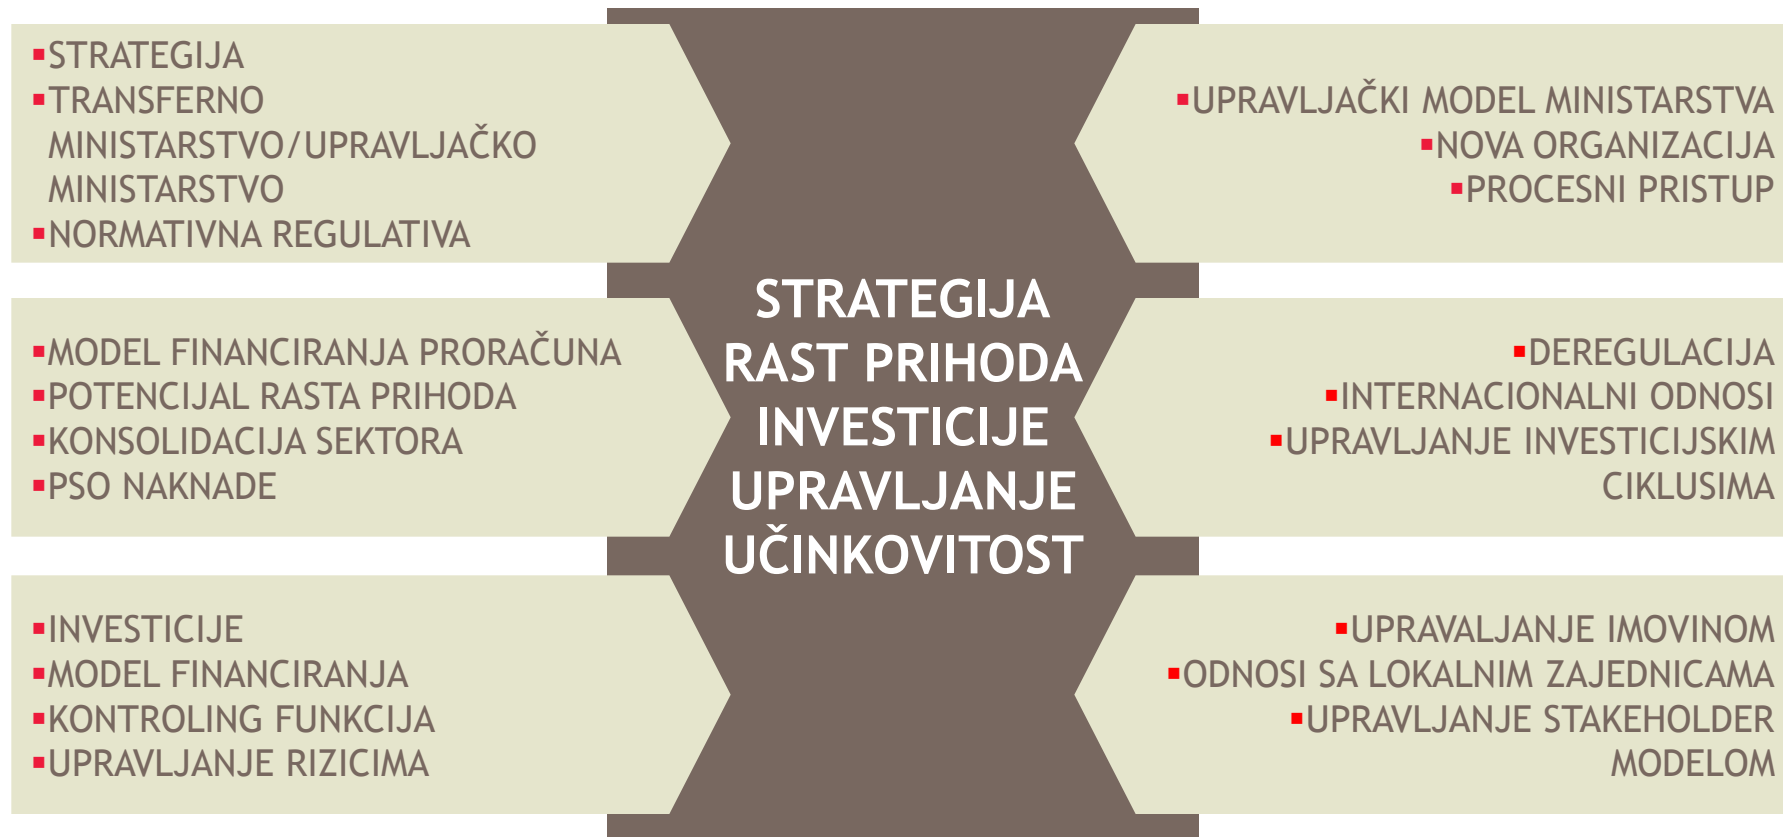 ▪STRATEGIJA
▪TRANSFERNO
MINISTARSTVO/UPRAVLJAČKO
MINISTARSTVO
▪NORMATIVNA REGULATIVA
▪MODEL FINANCIRANJA PRORAČUNA
▪POTENCIJAL RASTA PRIHODA
▪KONSOLIDACIJA SEKTORA
▪PSO NAKNADE
▪INVESTICIJE
▪MODEL FINANCIRANJA
▪KONTROLING FUNKCIJA
▪UPRAVLJANJE RIZICIMA
STRATEGIJA
RAST PRIHODA
INVESTICIJE
UPRAVLJANJE
UČINKOVITOST
▪UPRAVLJAČKI MODEL MINISTARSTVA
▪NOVA ORGANIZACIJA
▪PROCESNI PRISTUP
▪DEREGULACIJA
▪INTERNACIONALNI ODNOSI
▪UPRAVLJANJE INVESTICIJSKIM
CIKLUSIMA
▪UPRAVALJANJE IMOVINOM
▪ODNOSI SA LOKALNIM ZAJEDNICAMA
▪UPRAVLJANJE STAKEHOLDER
MODELOM